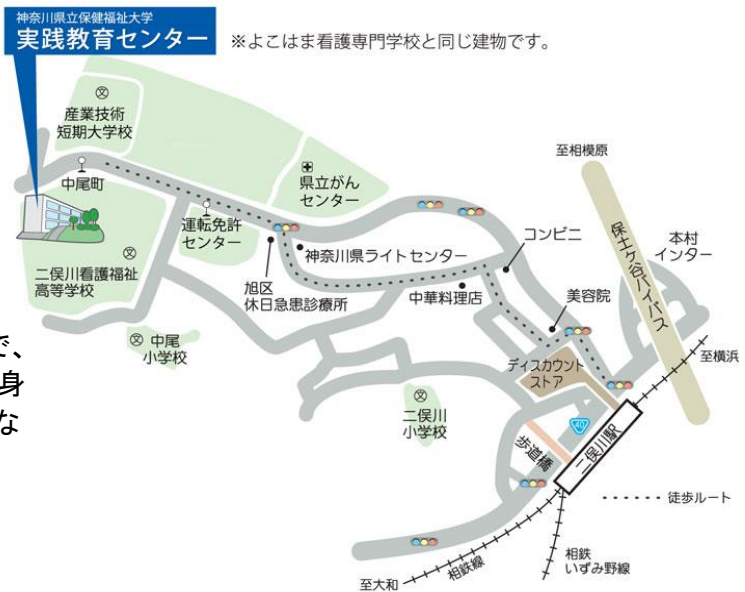 神奈川県立保健福祉大学
実践教育センター
※よこはま看護専門学校と同じ建物です。
産業技術
短期大学校
中尾町
県立がん
センター
至相模原
運転免許
センター
コンビニ
保土ヶ谷バイパス
本村
インター
神奈川県ライトセンター
二俣川看護福祉
高等学校
旭区
休日急患診療所
中華料理店
美容院
中尾
小学校
で、
身
な
ディスカウント
ストア
至横浜
二俣川
小学校
40
歩道橋
二俣川駅
徒歩ルート
相鉄線
相鉄
いずみ野線
至大和